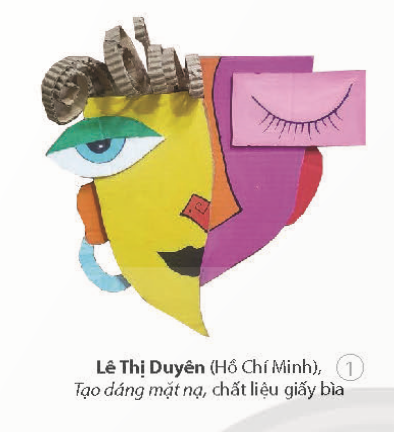 Lê Thị Duyên (Hồ Chí Minh), 1
Tạo dáng mặt nạ, chất liệu giấy bìa